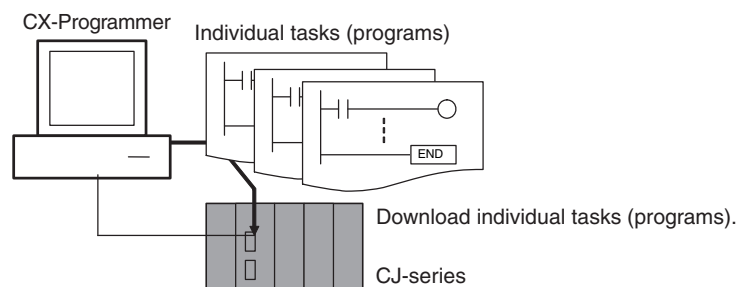 CX-Programmer
Individual tasks (programs)
END
Download individual tasks (programs).
CJ-series